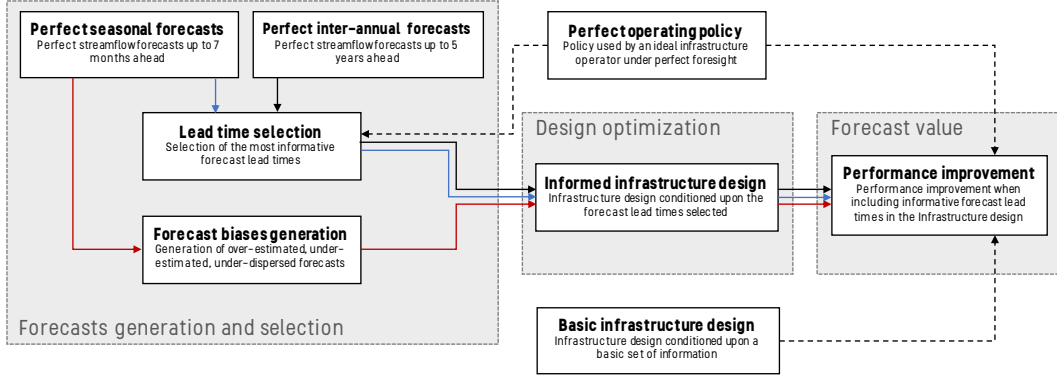 Perfect seasonal forecasts
Perfect streamflow forecasts up to 7
months ahead
Perfect inter-annual forecasts
Perfect streamflow forecasts up to 5
years ahead
Perfect operating policy
Policy used by an ideal infrastructure
operator under perfect foresight
Lead time selection
Selection of the most informative
forecast lead times
Design optimization
Forecast value
Informed infrastructure design
Infrastructure design conditioned upon the
forecast lead times selected
Performance improvement
Performance improvement when
including informative forecast lead
times in the Infrastructure design
Forecast biases generation
Generation of over-estimated, under-
estimated, under-dispersed forecasts
Forecasts generation and selection
Basic infrastructure design
Infrastructure design conditioned upon a
basic set of information